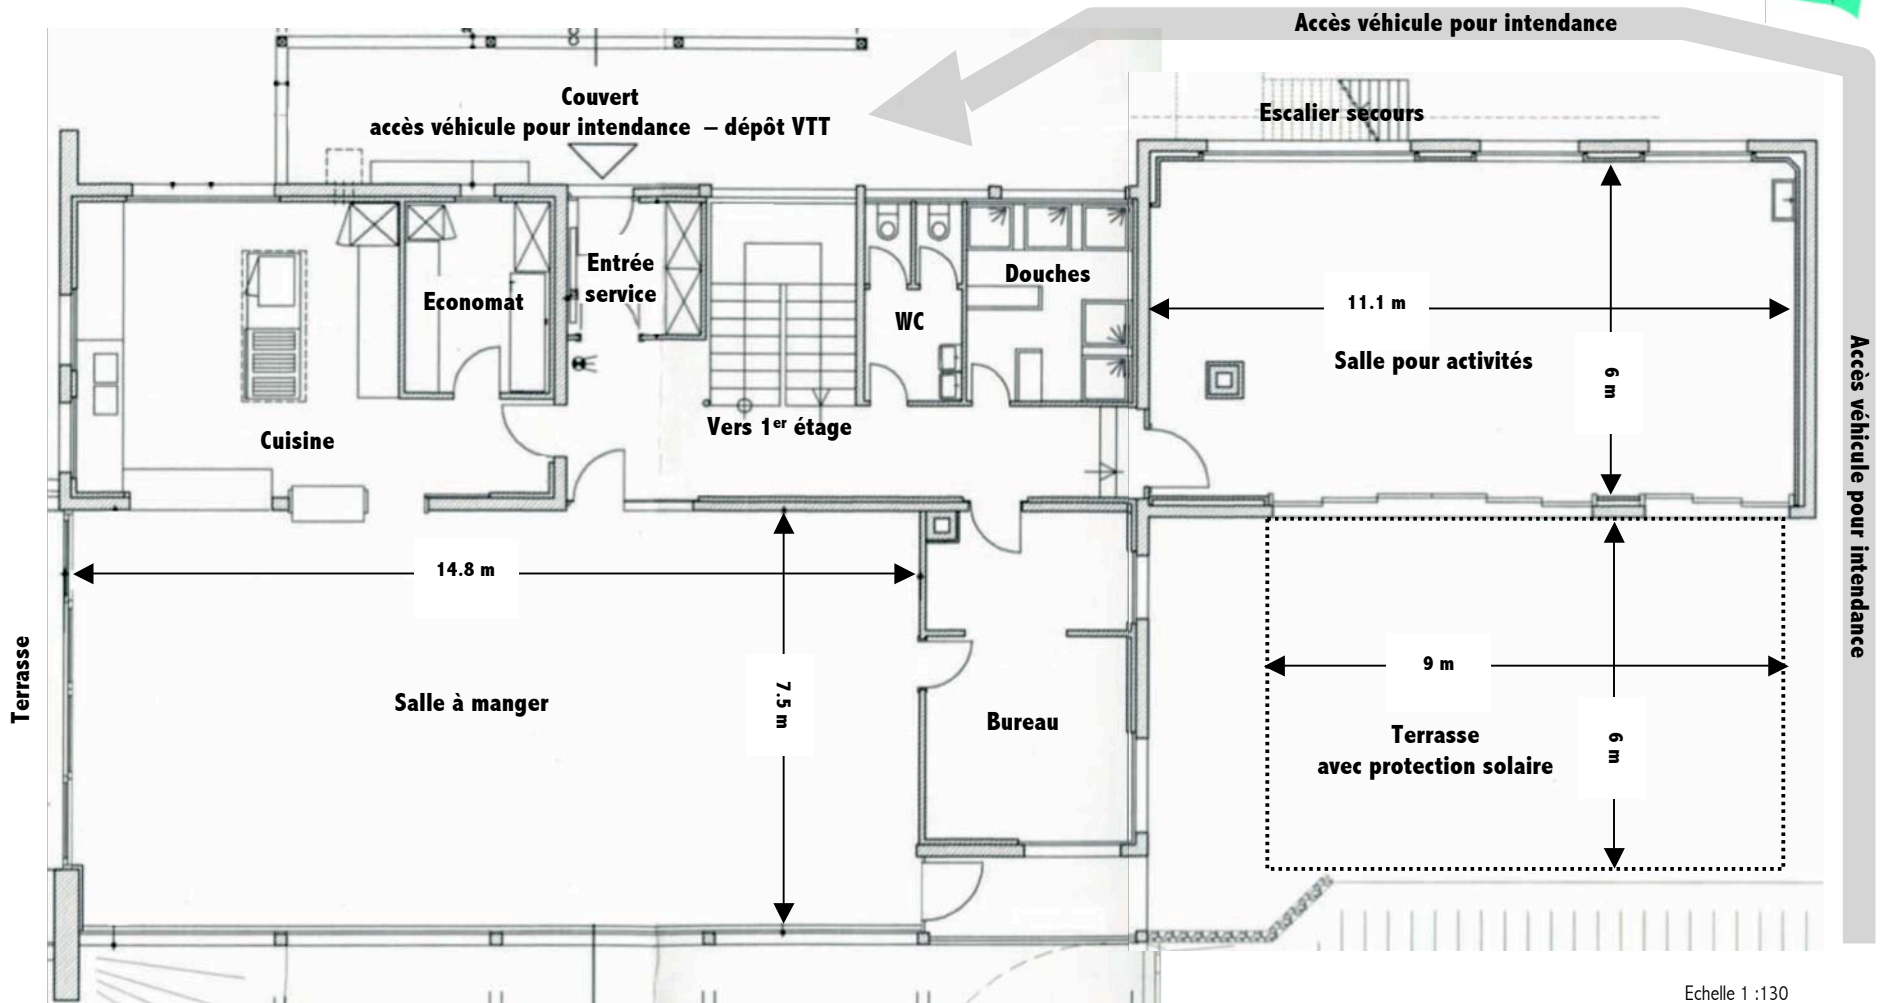 Accès véhicule pour intendance
Couvert
accès véhicule pour intendance – dépôt VTT
Escalier secours
Entrée
service
Economat
Douches
WC
11.1 m
Salle pour activités
6 m
Accès véhicule pour intendance
Cuisine
Vers 1er étage
14.8 m
Terrasse
Salle à manger
7.5 m
Bureau
9 m
Terrasse
avec protection solaire
6 m
Echelle 1 :130